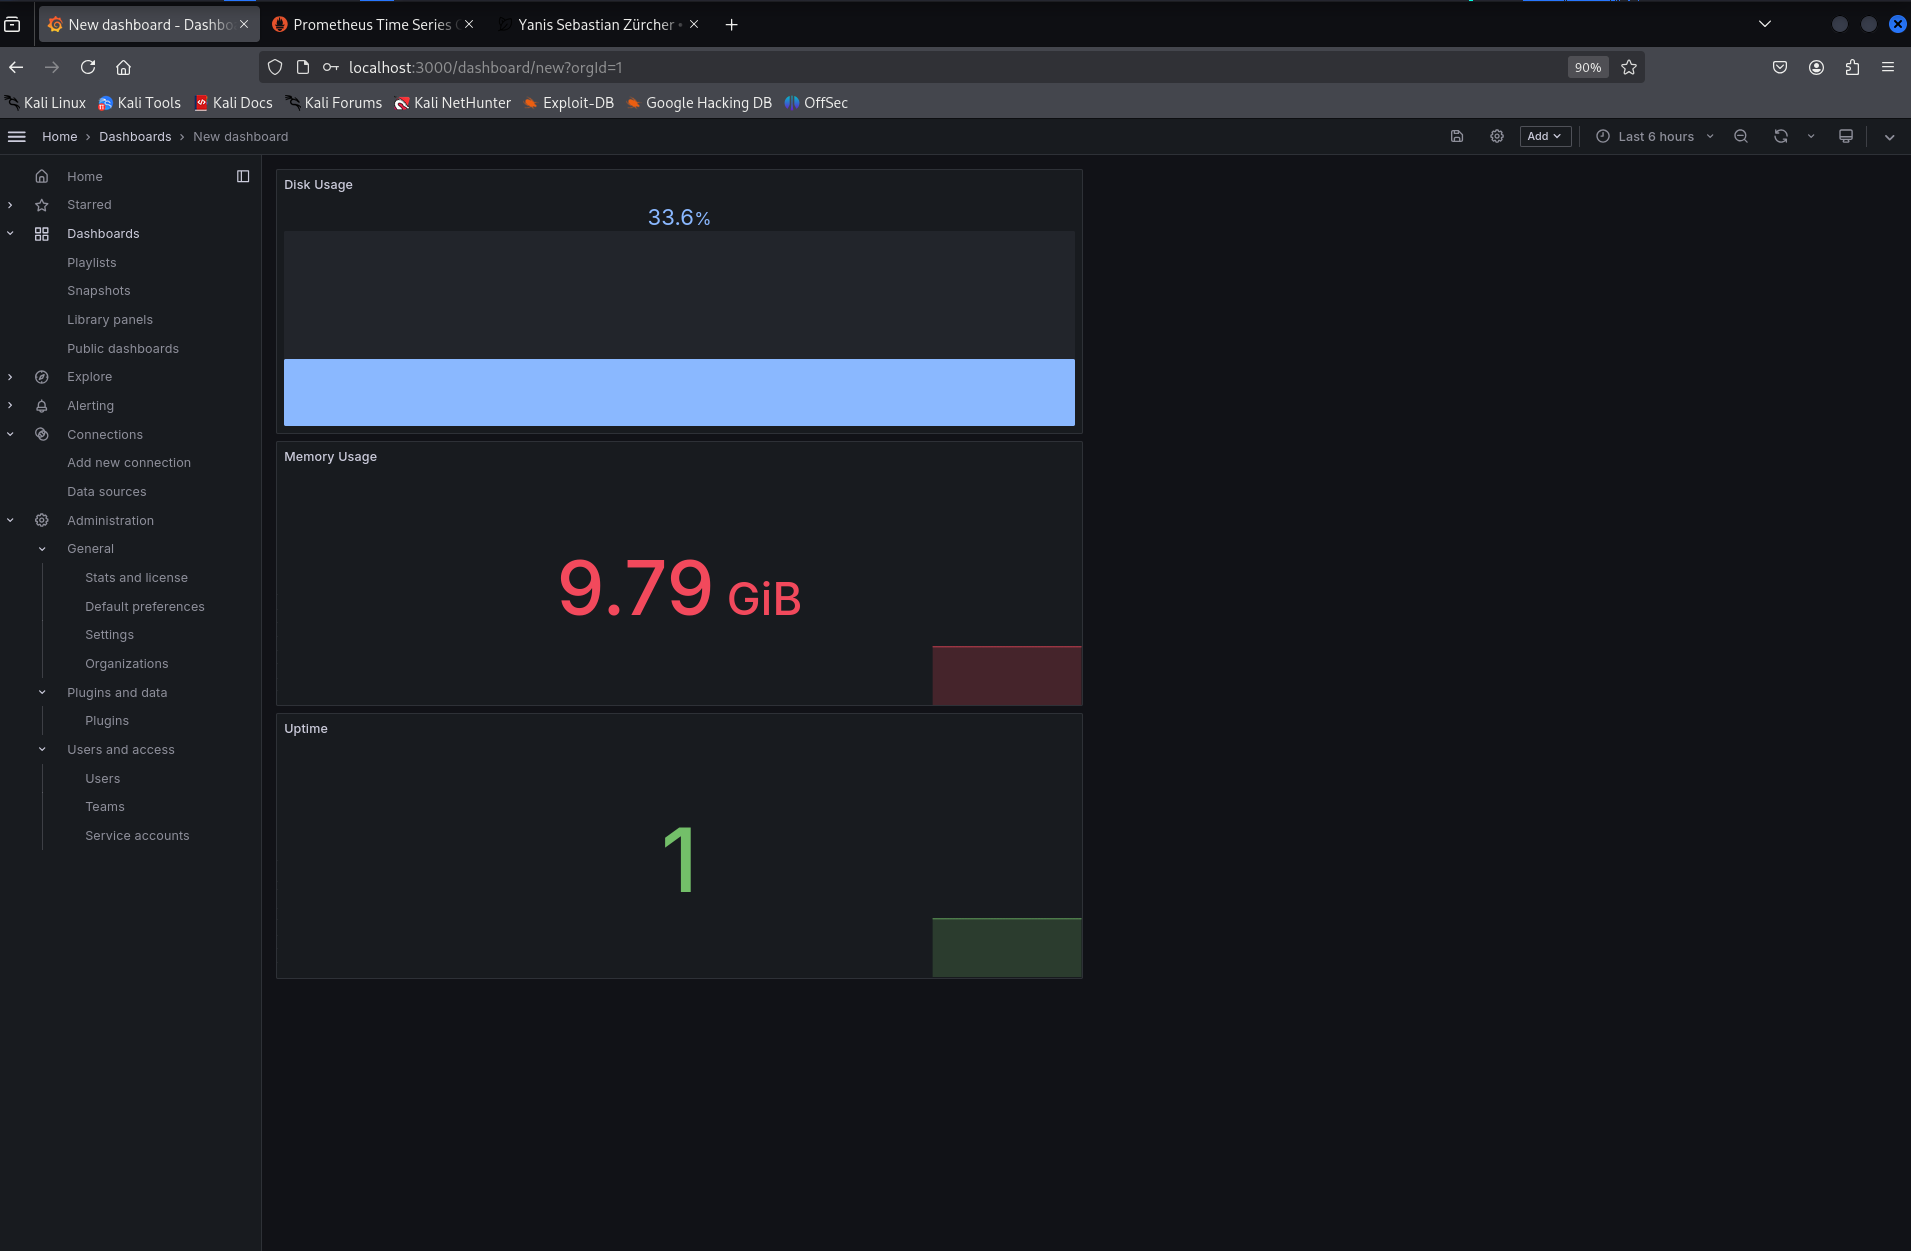 New dashboard - Dashbo
Prometheus Time Series
Yanis Sebastian Zürcher •
localhost:3000/dashboard/new?orgId=1
90%
Kali Linux
Kali Tools
Kali Docs
Kali Forums
Kali NetHunter
Exploit-DB
Google Hacking DB
OffSec
Home › Dashboards › New dashboard
Add
Last 6 hours
Home
Starred
Dashboards
Playlists
Snapshots
Library panels
Public dashboards
Explore
Alerting
Connections
Add new connection
Data sources
Administration
General
Stats and license
Default preferences
Settings
Organizations
Plugins and data
Plugins
Users and access
Users
Teams
Service accounts
Disk Usage
33.6%
Memory Usage
9.79 GiB
Uptime
1